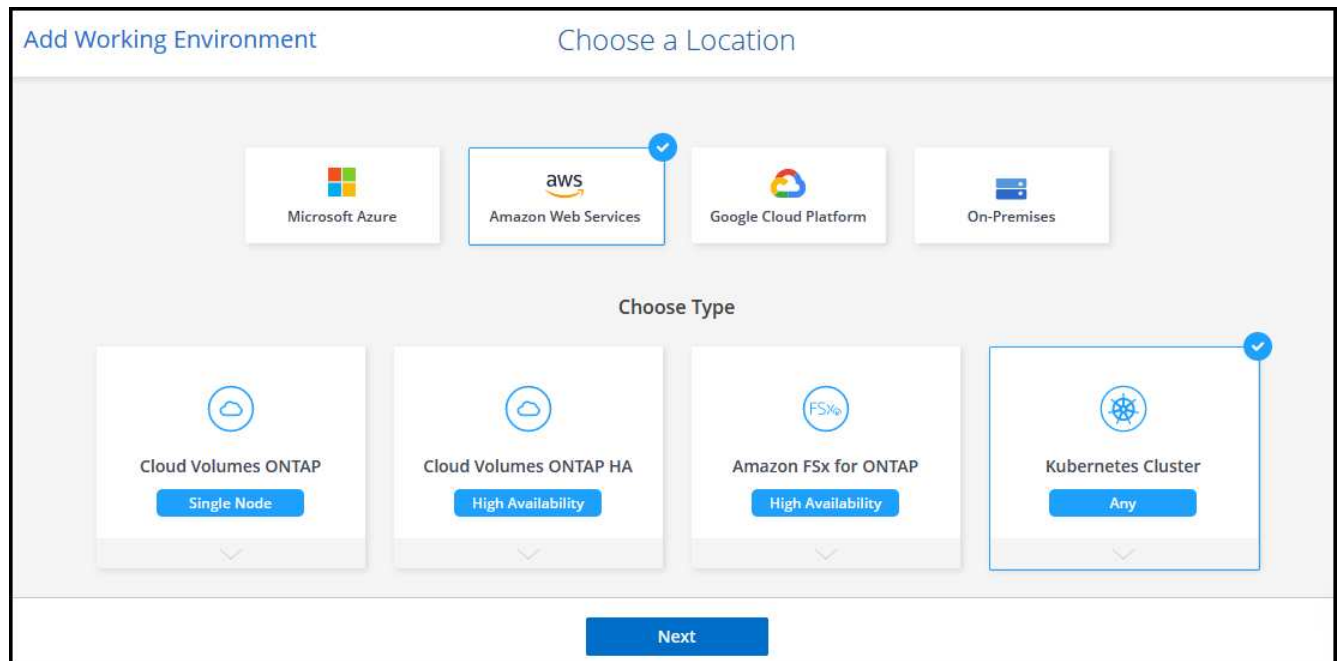 Add Working Environment
Choose a Location
aws
Microsoft Azure
Amazon Web Services
Google Cloud Platform
On-Premises
Choose Type
FSx
Cloud Volumes ONTAP
Cloud Volumes ONTAP HA
Amazon FSx for ONTAP
Kubernetes Cluster
Single Node
High Availability
High Availability
Any
Next